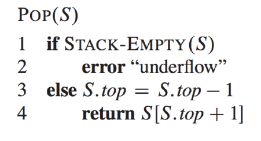 POP(S)
1 if STACK-EMPTY(S)
2 error “underflow”
3 else S.top = S.top − 1
4 return S[S.top + 1]